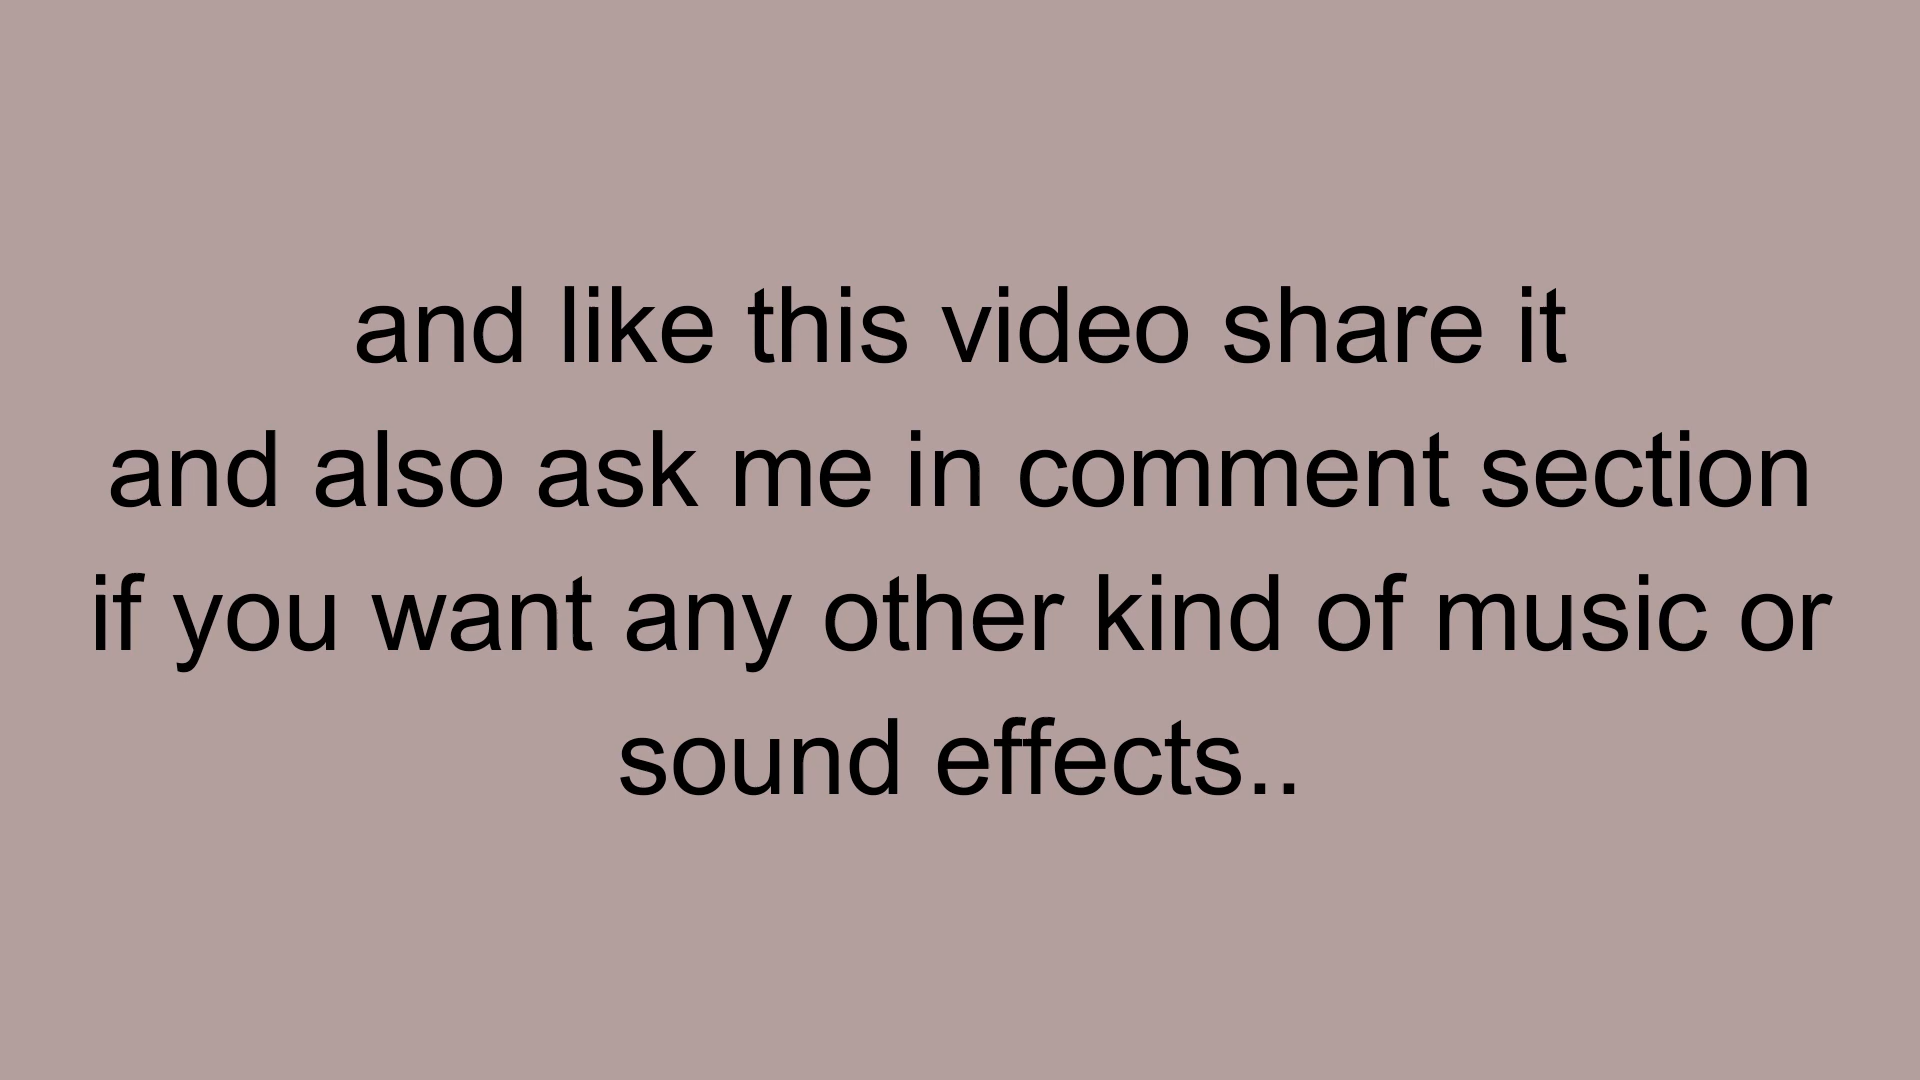 and like this video share it
and also ask me in comment section
if you want any other kind of music or
sound effects..